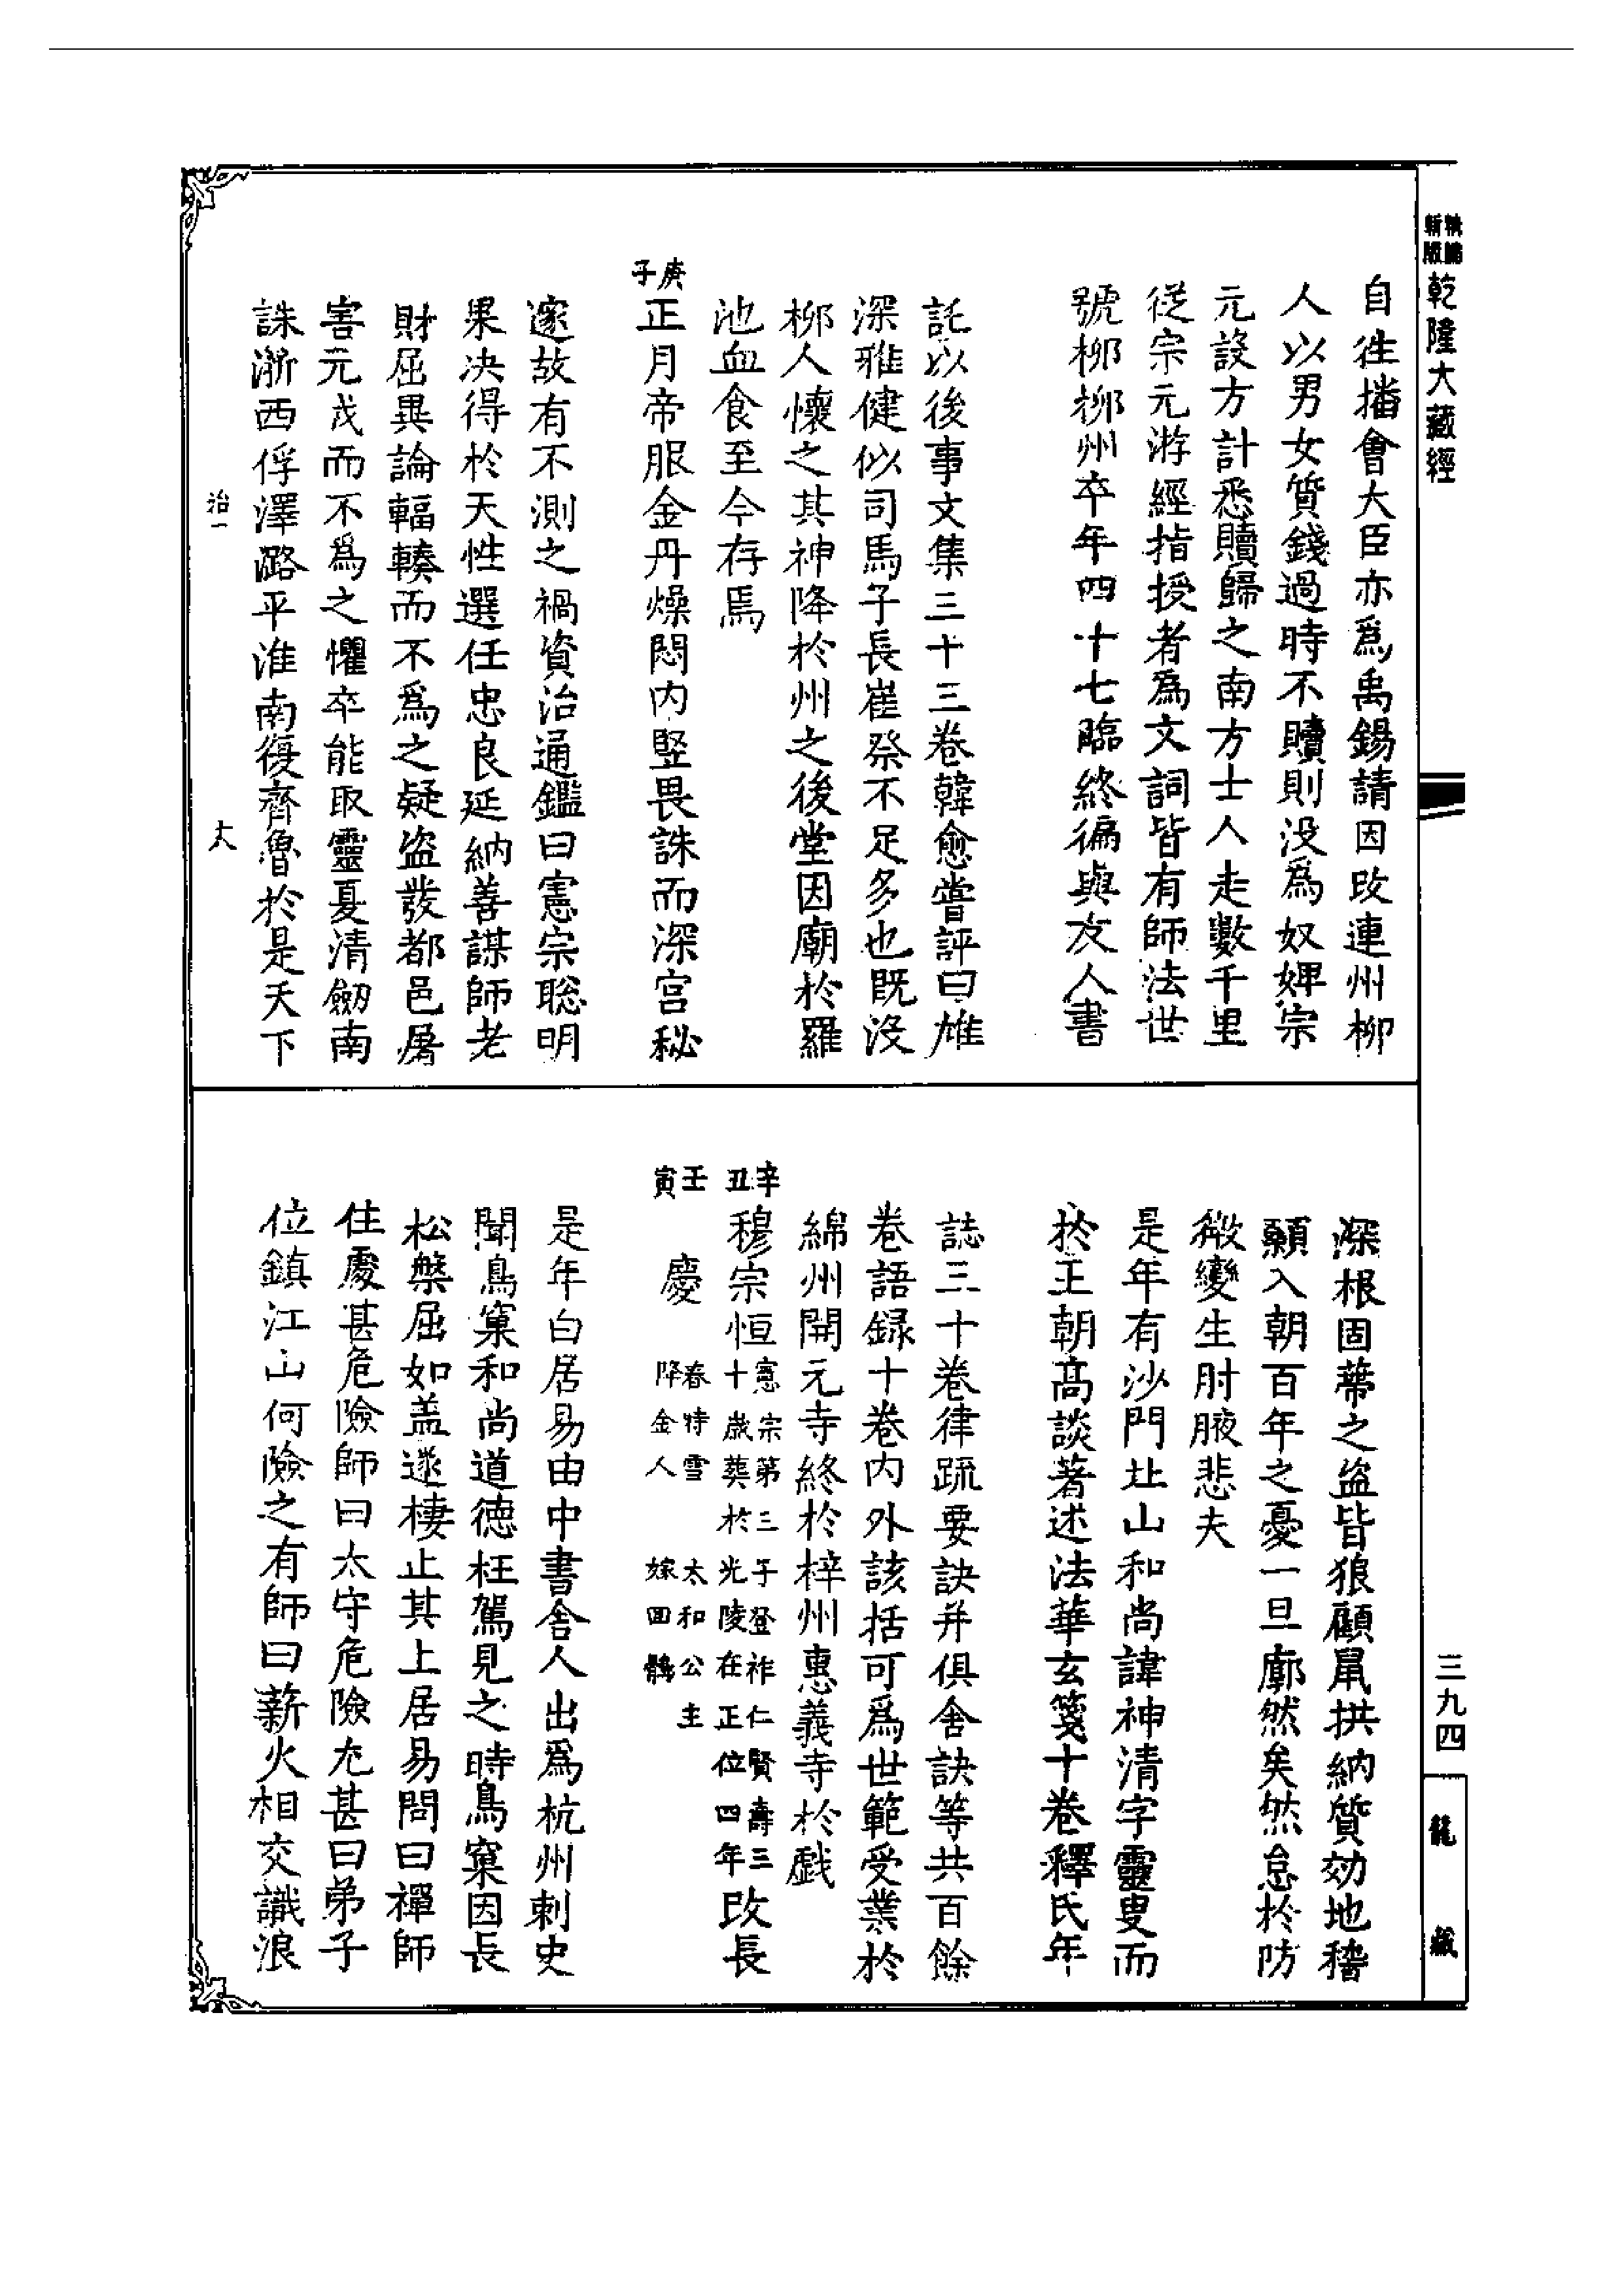 新編縮版
乾隆大藏經
自往播會大臣亦爲禹錫請因改連州柳
人以男女質錢過時不贖則没爲奴婢宗
元設方計悉贖歸之南方士人走數千里
從宗元游經指授者爲文詞皆有師法世
號柳柳州卒年四十七臨終徧與友人書
託以後事文集三十三卷韓愈嘗評曰雄
深雅健似司馬子長崔祭不足多也既没
柳人懷之其神降於州之後堂因廟於羅
池血食至今存焉
庚子
正月帝服金丹燥悶内竪畏誅而深宫秘
邃故有不測之禍資治通鑑曰憲宗聡明
果决得於天性選任忠良延納善謀師老
財屈異論輻輳而不爲之疑盗發都邑屠
害元戎而不爲之懼卒能取靈夏清劒南
誅浙西俘澤潞平淮南復齊魯於是天下
治一
大
深根固蒂之盗皆狼顧鼠拱納質効地稽
願入朝百年之憂一旦廓然矣然怠於防
微變生肘腋悲夫
是年有沙門北山和尚諱神清字靈叟而
於王朝髙談著述法華玄箋十卷釋氏年
誌三十卷律疏要訣并俱舍訣等共百餘
卷語録十卷内外該括可爲世範受業於
綿州開元寺終於梓州惠義寺於戯
辛丑
穆宗恒
憲宗第三子登祚仁賢壽三
十歳葬於光陵在正位四年
改長
壬寅
慶
春特雪太和公主
降金人嫁回鶻
是年白居易由中書舍人出爲杭州刺史
聞鳥窠和尚道徳枉駕見之時鳥窠因長
松槃屈如盖遂棲止其上居易問曰禪師
住處甚危險師曰太守危險尤甚曰弟子
位鎮江山何險之有師曰薪火相交識浪
三九四
龍藏